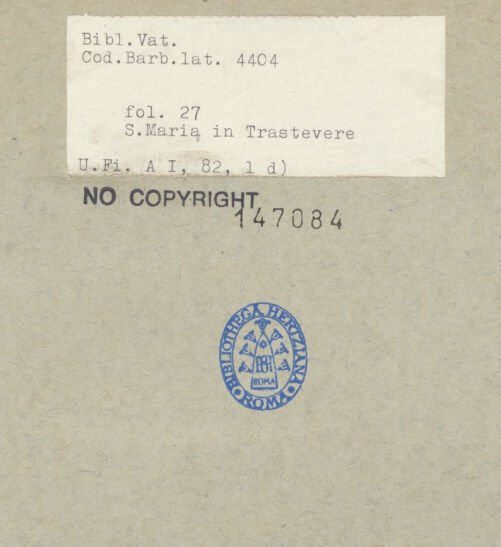 Bibl.Vat.
Cod.Barb.lat. 4404
fol. 27
S.Maria in Trastevere
U.Fi. A I, 82, 1 d)
NO COPYRIGHT
147084
BIBLIOTHECA HERTZIANA
ROMA
ROMA